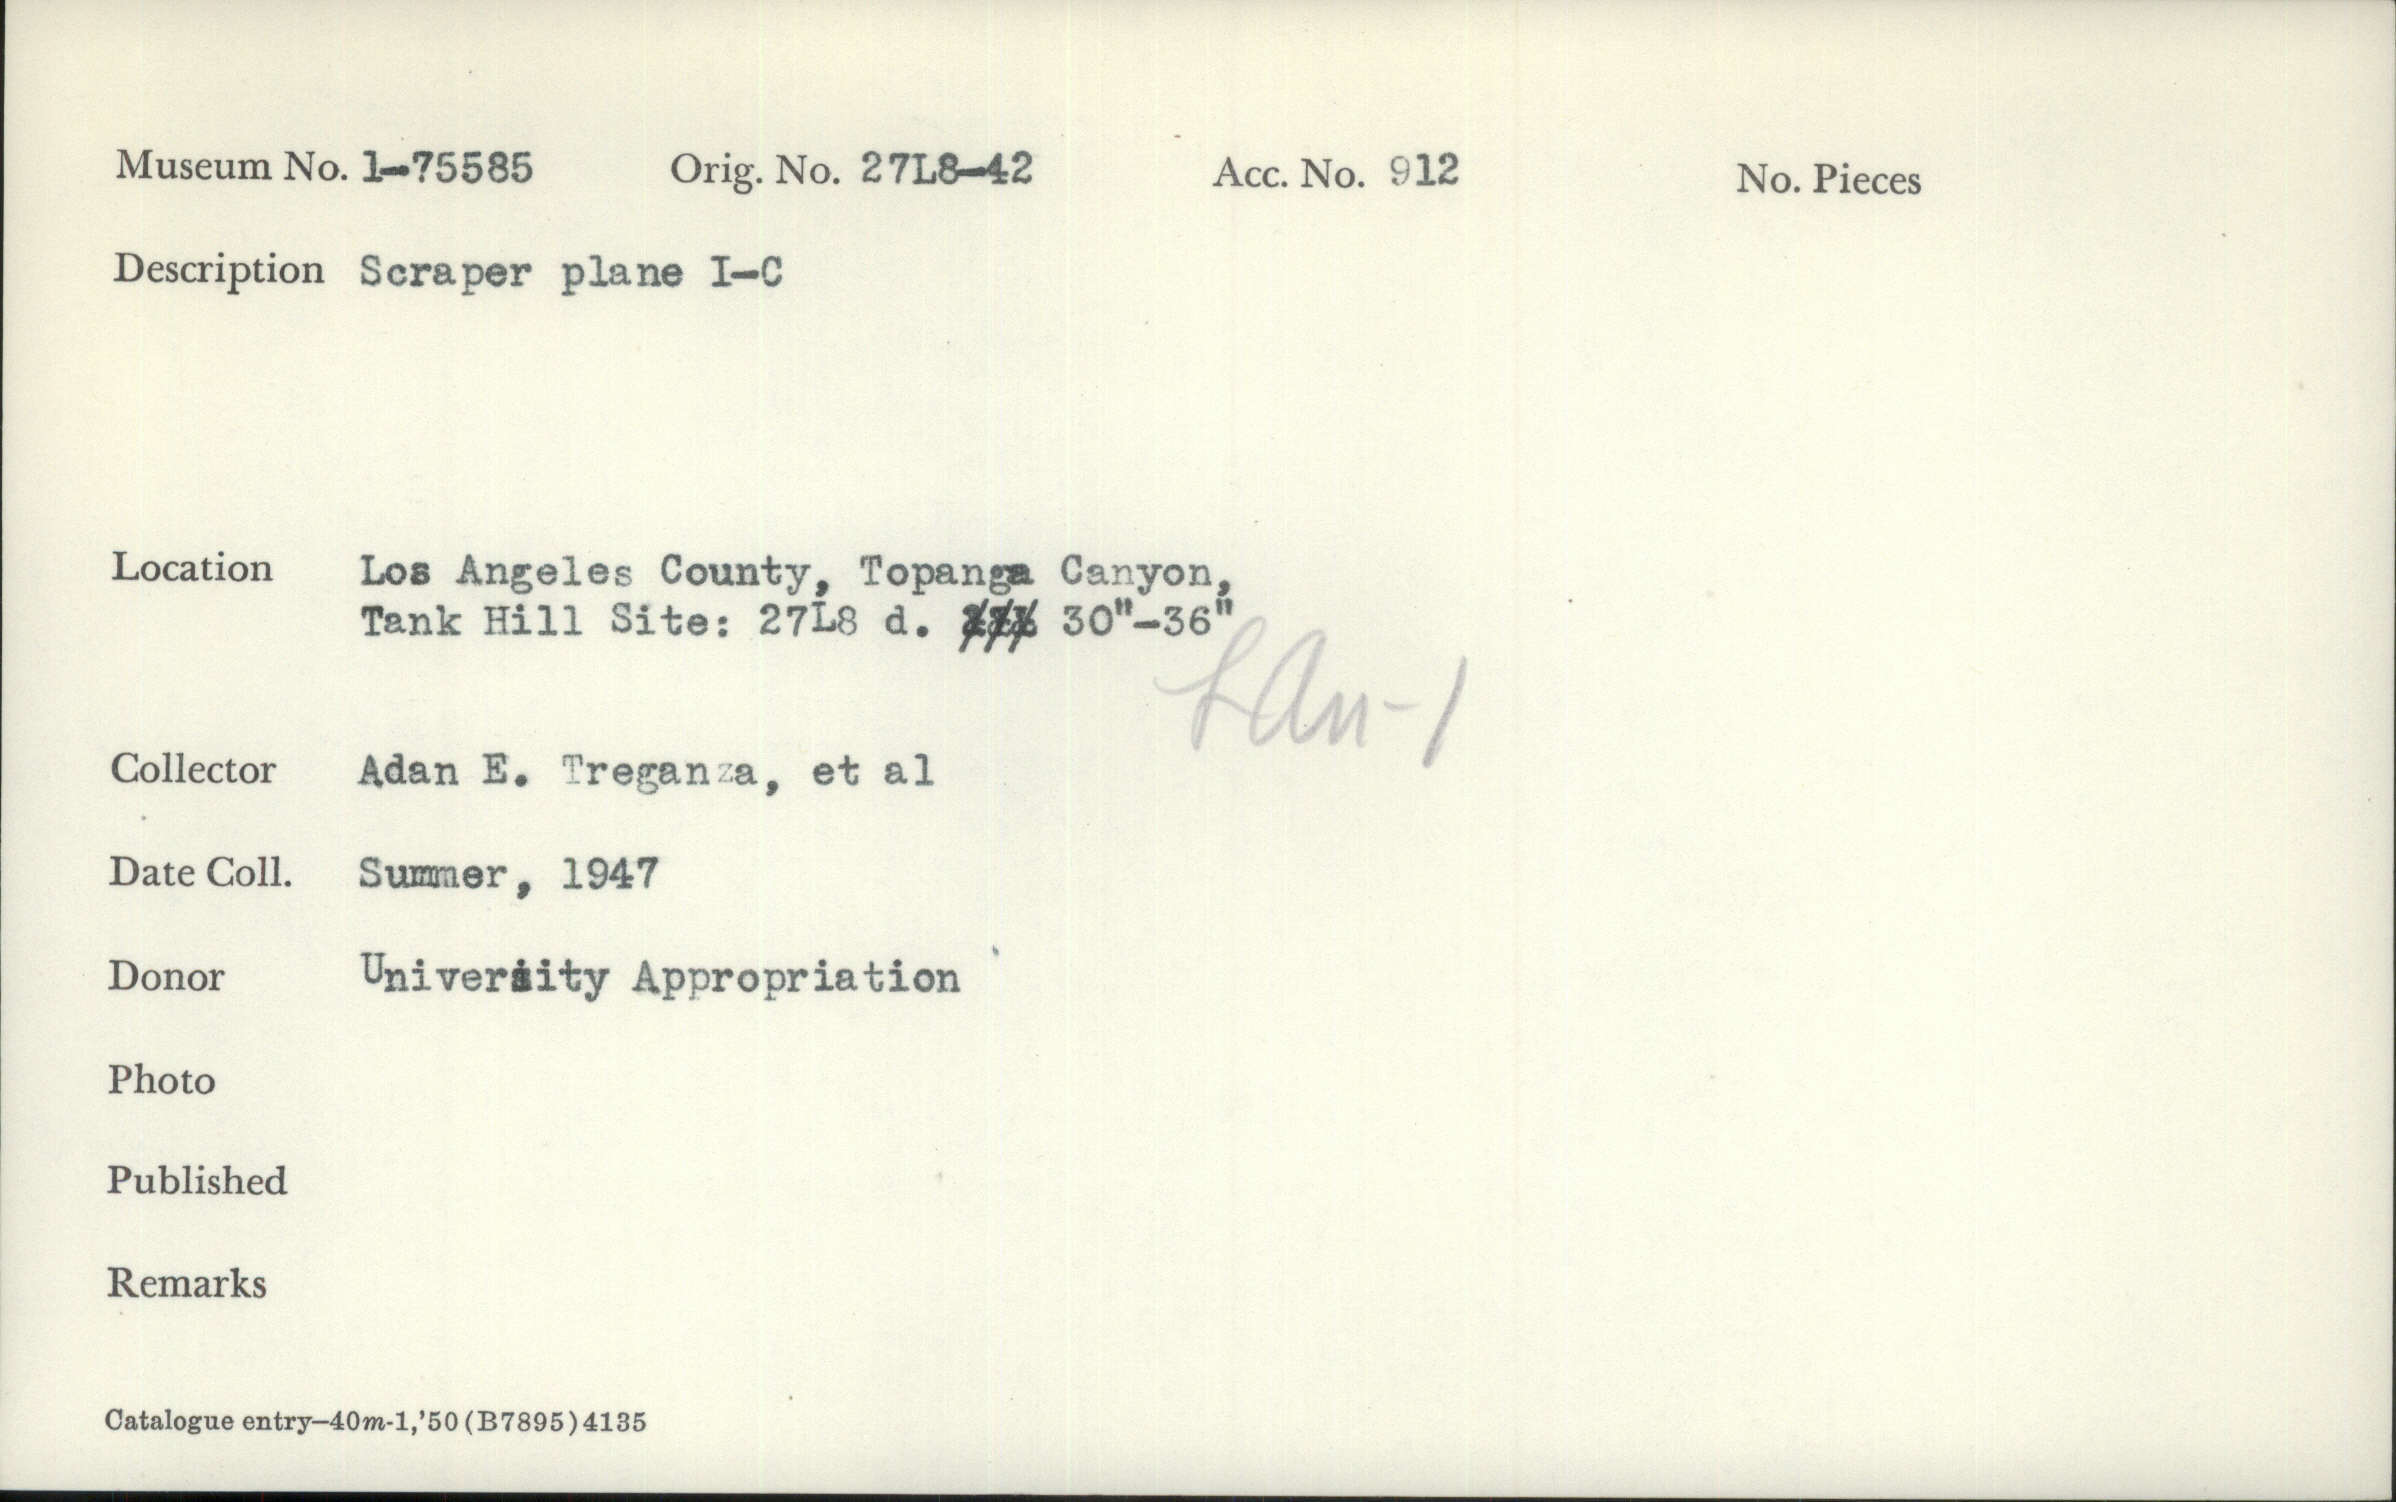 Museum No. 1-75585 Orig. No. 27L8-42 Acc. No. 912 No. Pieces
Description Scraper plane I-C
Location Los Angeles County, Topanga Canyon,
Tank Hill Site: 27L8 d. 30"-36"
LAn-1
Collector Adan E. Treganza, et al
Date Coll. Summer, 1947
Donor University Appropriation
Photo
Published
Remarks
Catalogue entry—40m-1,'50(B7895)4135